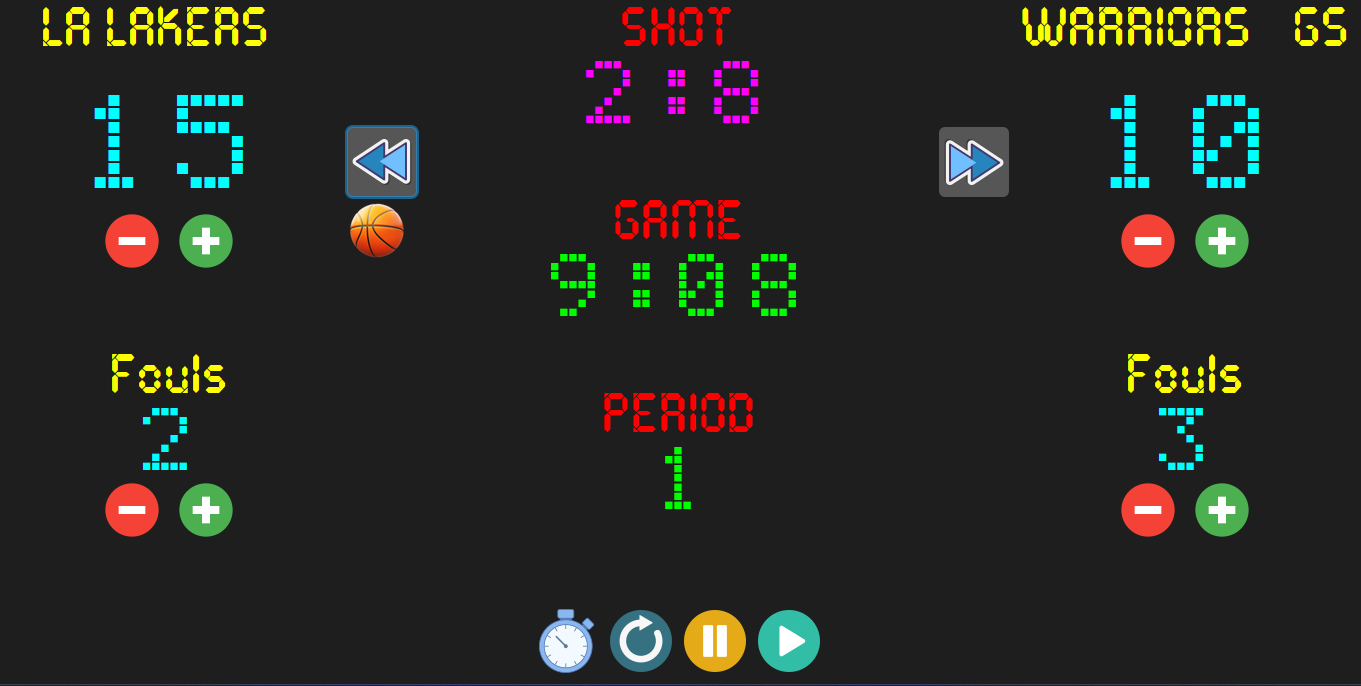 LA LAKERS
SHOT
WARRIORS GS
15
2:8
10
GAME
9:08
Fouls
2
PERIOD
1
Fouls
3